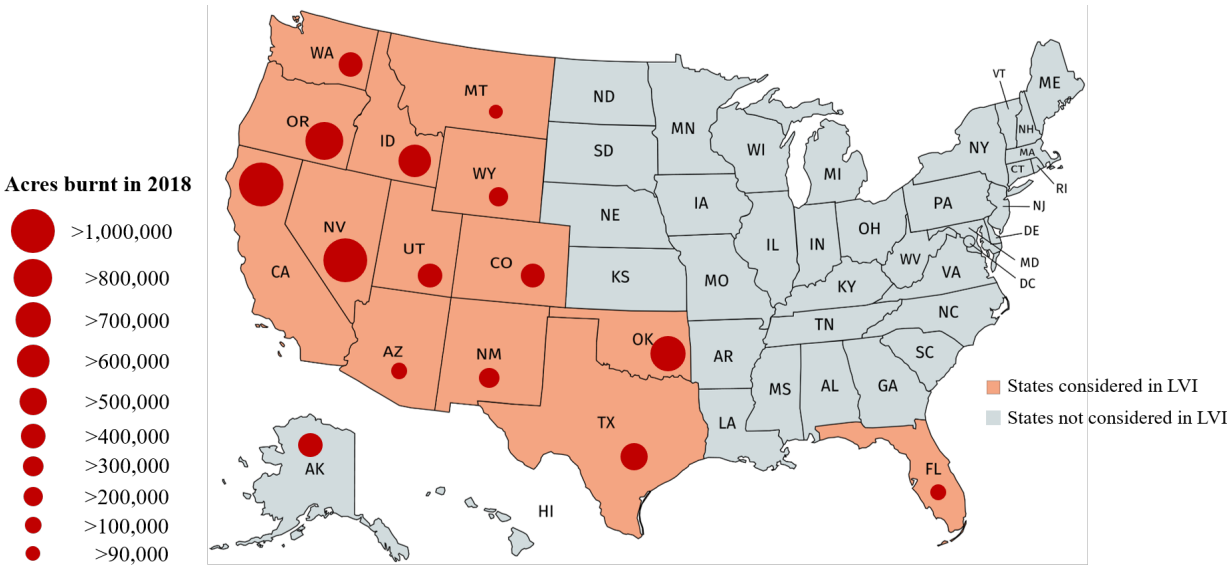 Acres burnt in 2018
>1,000,000
>800,000
>700,000
>600,000
>500,000
>400,000
>300,000
>200,000
>100,000
>90,000
WA
MT
OR
ID
WY
NV
UT
CO
CA
AZ
NM
OK
TX
AK
HI
FL
ND
SD
NE
KS
MN
IA
MO
AR
LA
WI
IL
MI
IN
OH
KY
TN
MS
AL
GA
SC
NC
VA
WV
PA
NY
VT
NH
ME
MA
CT
RI
NJ
DE
MD
DC
States considered in LVI
States not considered in LVI